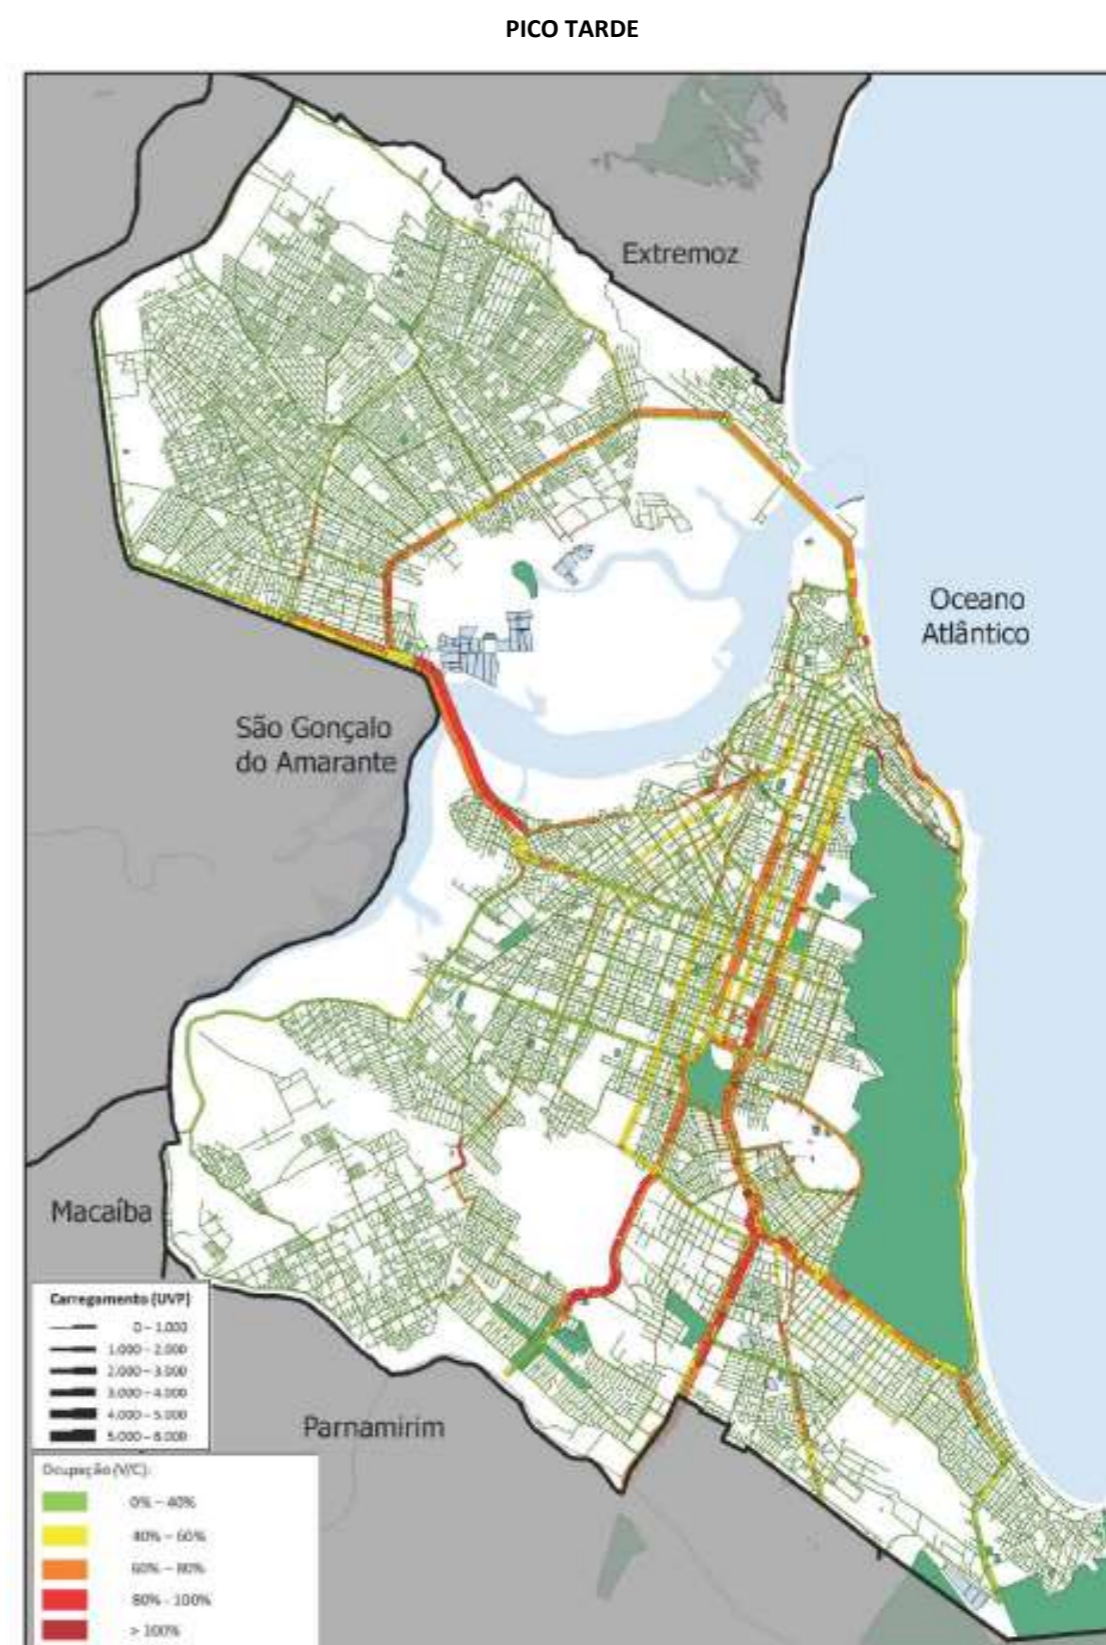 PICO TARDE
Extremoz
Oceano
Atlântico
São Gonçalo
do Amarante
Macaíba
Parnamirim
Carregamento (UVP)
0 – 1.000
1.000 – 2.000
2.000 – 3.000
3.000 – 4.000
4.000 – 5.000
5.000 – 6.000
Ocupação (V/C):
0% – 40%
40% – 60%
60% – 80%
80% - 100%
> 100%